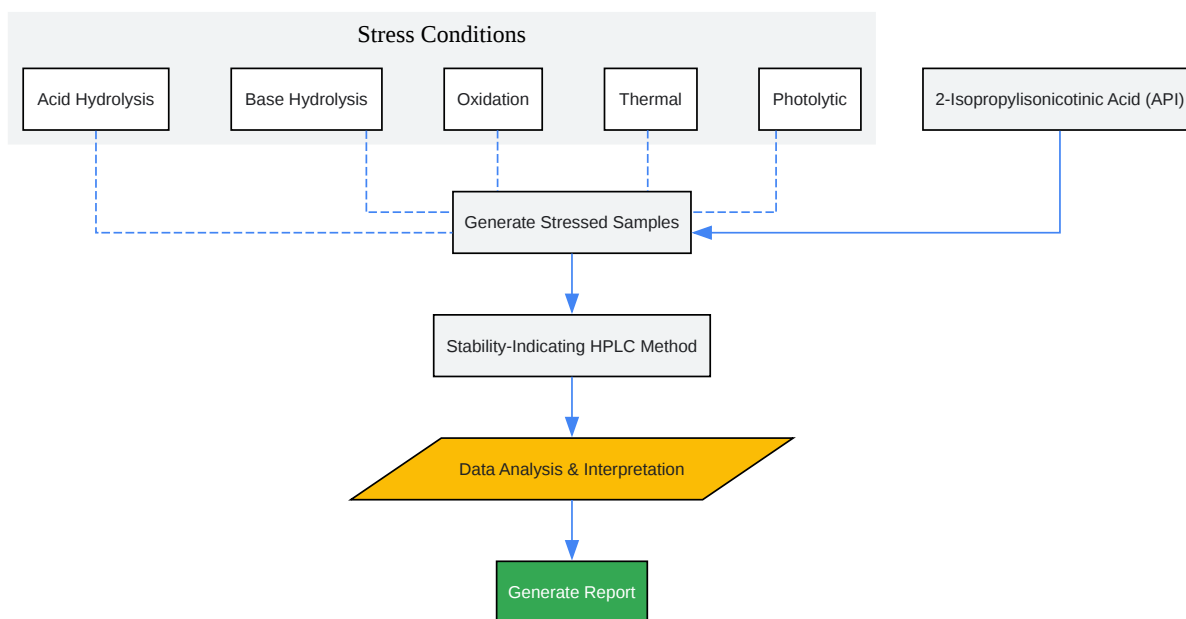 Stress Conditions
Acid Hydrolysis
Base Hydrolysis
Oxidation
Thermal
Photolytic
2-Isopropylisonicotinic Acid (API)
Generate Stressed Samples
Stability-Indicating HPLC Method
Data Analysis & Interpretation
Generate Report